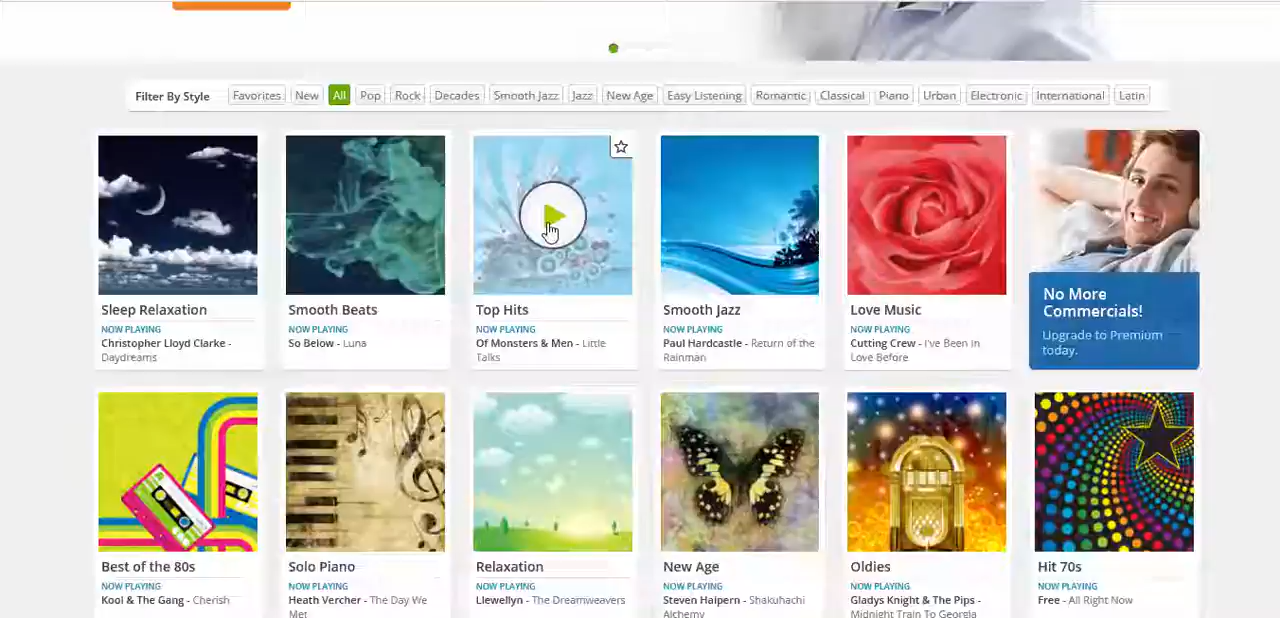 Filter By Style Favorites New All Pop Rock Decades Smooth Jazz Jazz New Age Easy Listening Romantic Classical Piano Urban Electronic International Latin
Sleep Relaxation
NOW PLAYING
Christopher Lloyd Clarke -
Daydreams
Smooth Beats
NOW PLAYING
So Below - Luna
Top Hits
NOW PLAYING
Of Monsters & Men - Little
Talks
Smooth Jazz
NOW PLAYING
Paul Hardcastle - Return of the
Rainman
Love Music
NOW PLAYING
Cutting Crew - I've Been In
Love Before
No More
Commercials!
Upgrade to Premium
today.
Best of the 80s
NOW PLAYING
Kool & The Gang - Cherish
Solo Piano
NOW PLAYING
Heath Vercher - The Day We
Met
Relaxation
NOW PLAYING
Llewellyn - The Dreamweavers
New Age
NOW PLAYING
Steven Halpern - Shakuhachi
Alchemy
Oldies
NOW PLAYING
Gladys Knight & The Pips -
Midnight Train To Georgia
Hit 70s
NOW PLAYING
Free - All Right Now